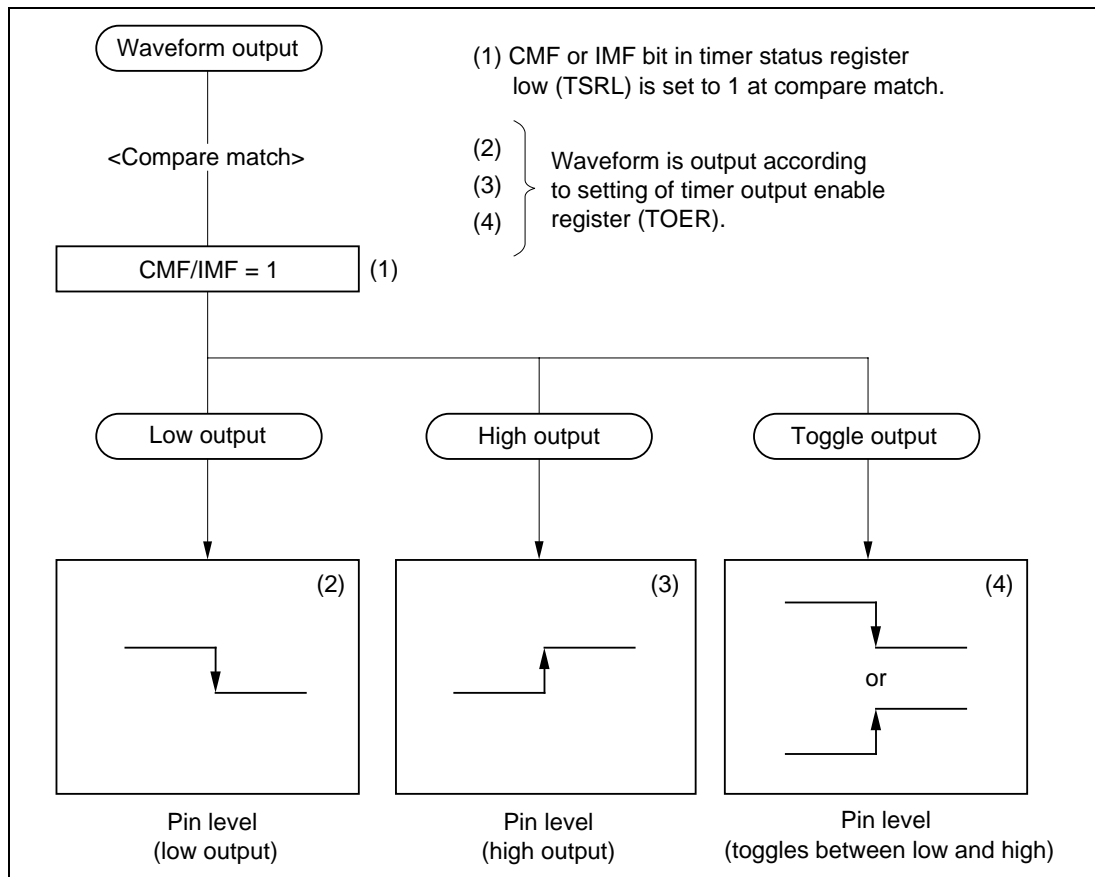 Waveform output
(1) CMF or IMF bit in timer status register
low (TSRL) is set to 1 at compare match.
<Compare match>
(2)
(3)
(4)
Waveform is output according
to setting of timer output enable
register (TOER).
CMF/IMF = 1
(1)
Low output
High output
Toggle output
(2)
(3)
(4)
or
Pin level
(low output)
Pin level
(high output)
Pin level
(toggles between low and high)